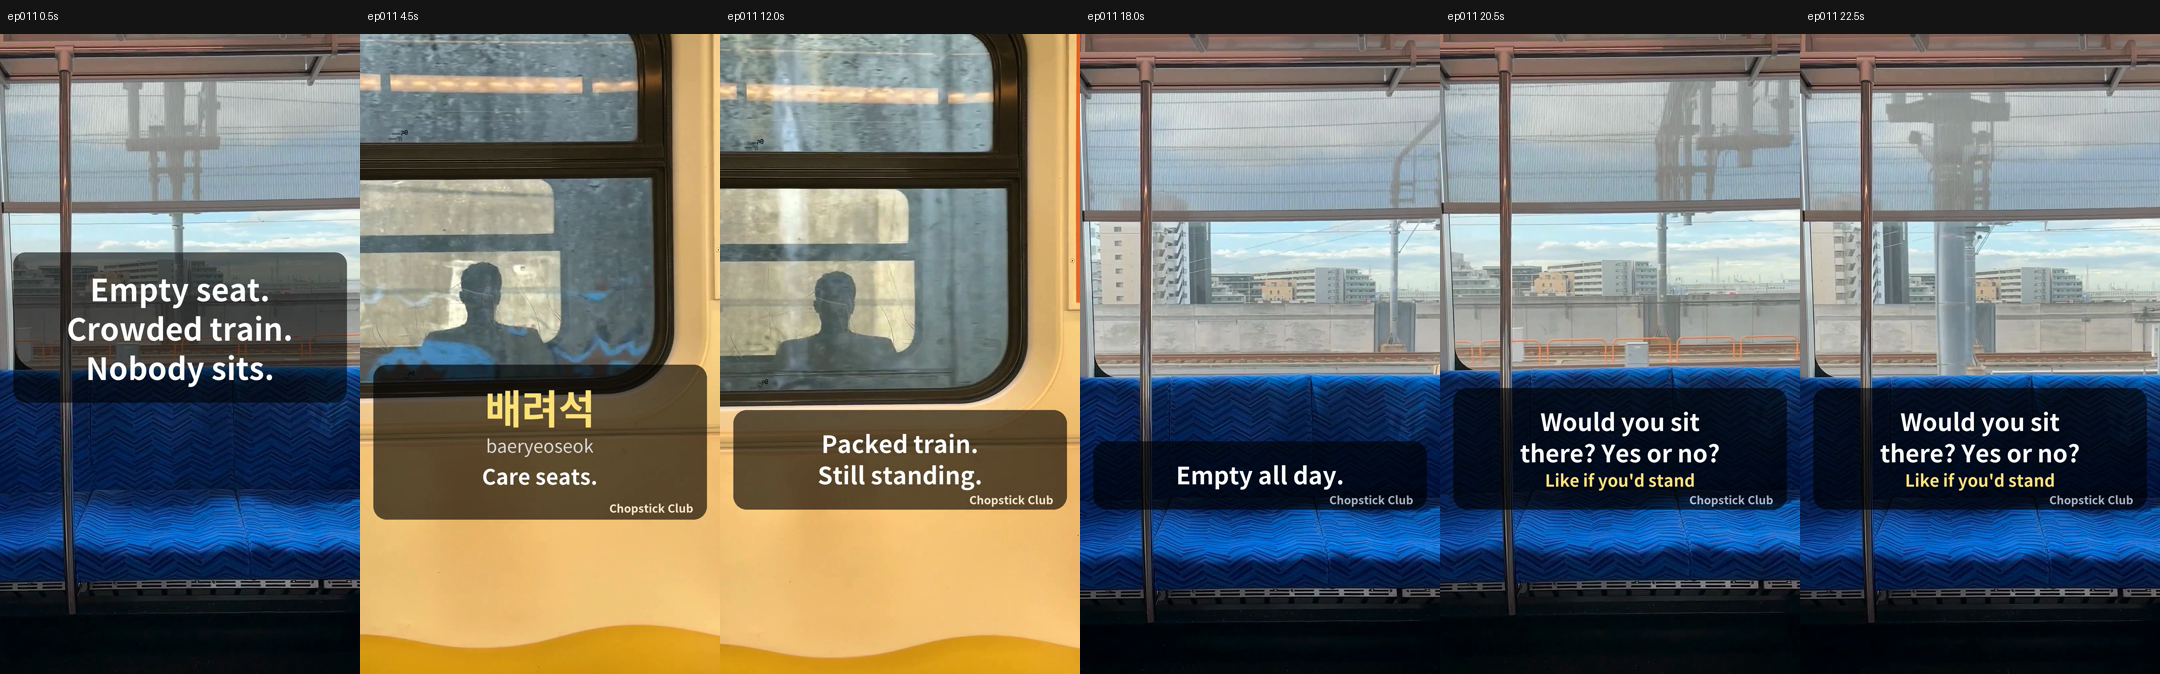 ep011 0.5s
Empty seat.
Crowded train.
Nobody sits.
ep011 4.5s
배려석
baeryeoseok
Care seats.
Chopstick Club
ep011 12.0s
Packed train.
Still standing.
Chopstick Club
ep011 18.0s
Empty all day.
Chopstick Club
ep011 20.5s
Would you sit
there? Yes or no?
Like if you'd stand
Chopstick Club
ep011 22.5s
Would you sit
there? Yes or no?
Like if you'd stand
Chopstick Club